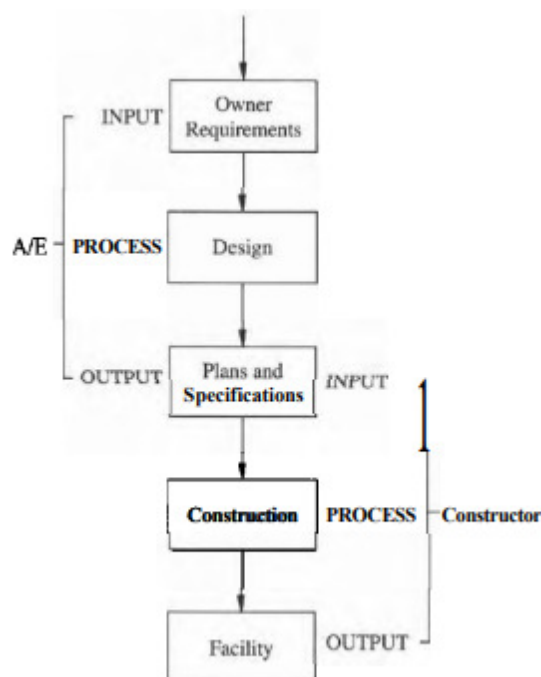 INPUT
Owner
Requirements
A/E
PROCESS
Design
OUTPUT
Plans and
Specifications
INPUT
Construction
PROCESS
Constructor
Facility
OUTPUT